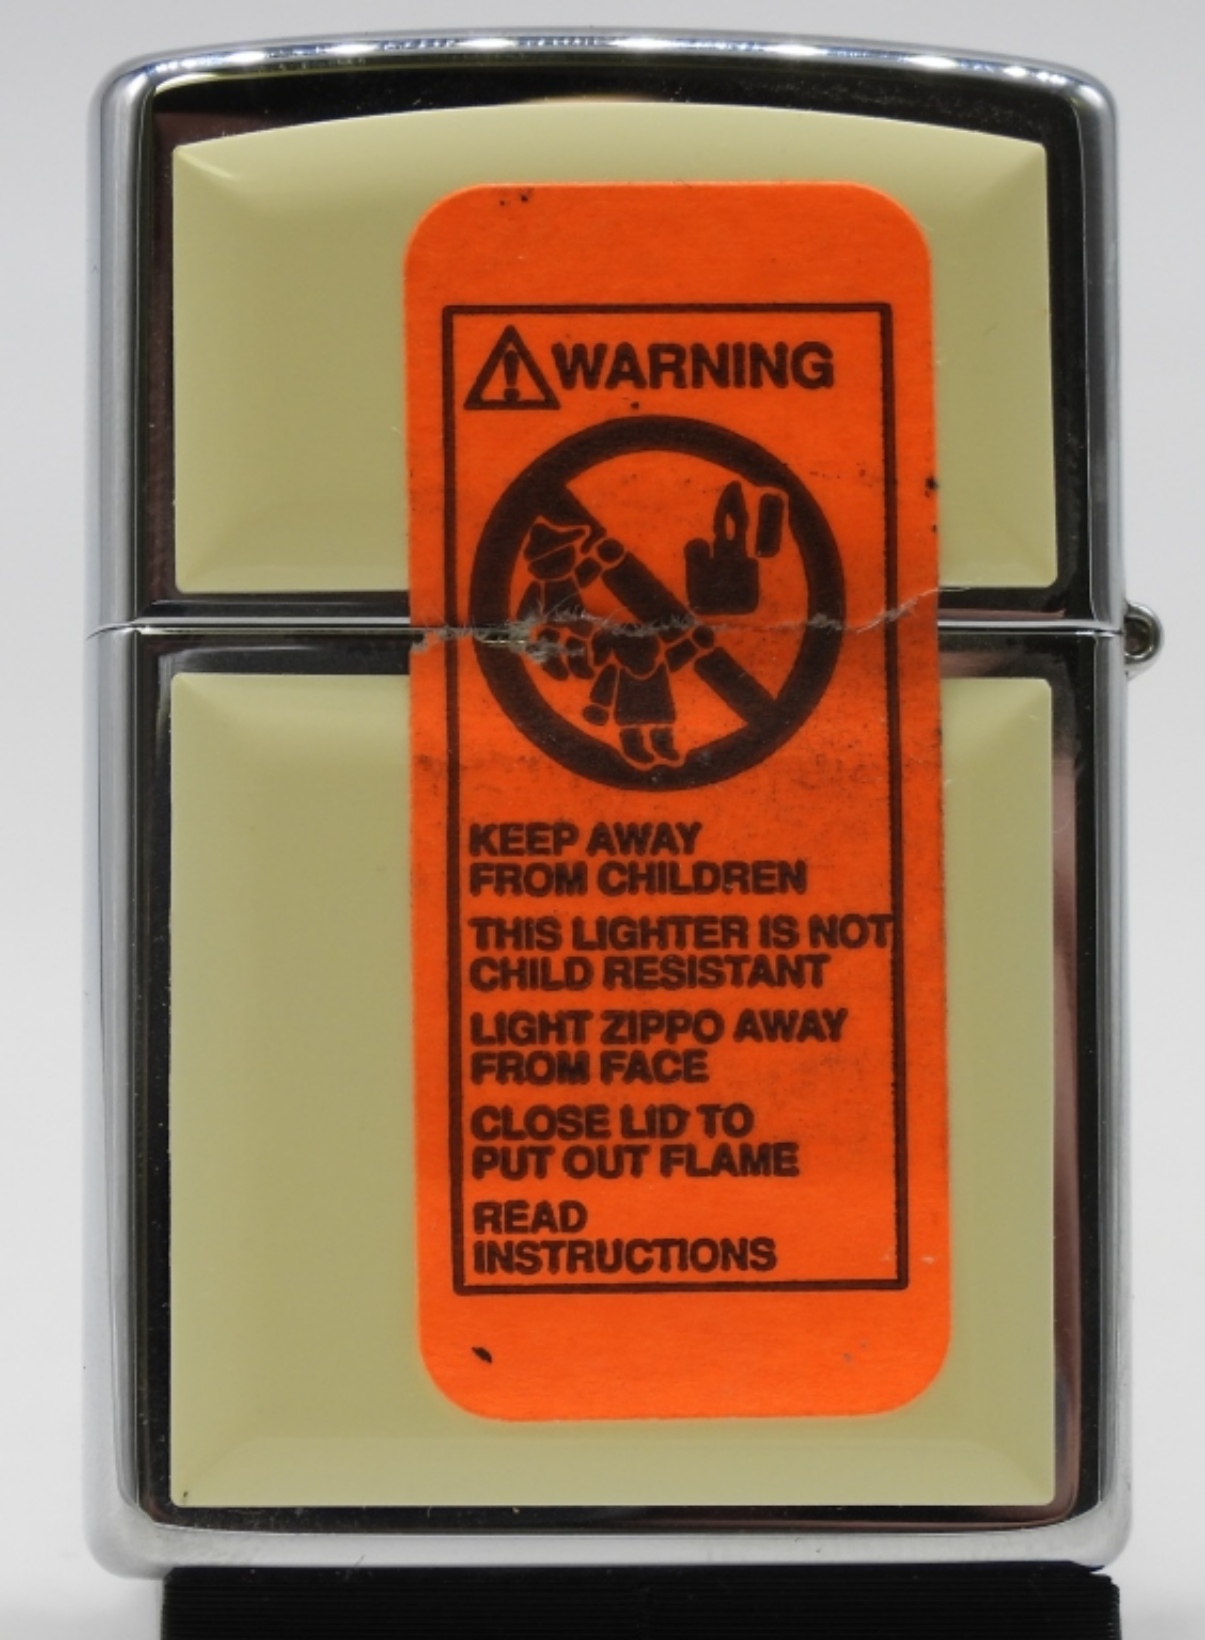 WARNING
KEEP AWAY
FROM CHILDREN
THIS LIGHTER IS NOT
CHILD RESISTANT
LIGHT ZIPPO AWAY
FROM FACE
CLOSE LID TO
PUT OUT FLAME
READ
INSTRUCTIONS